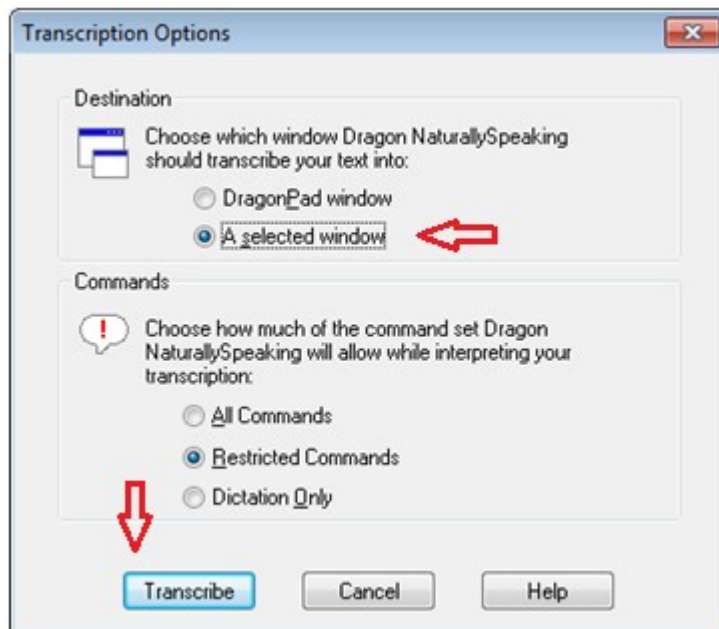 Transcription Options
Destination
Choose which window Dragon NaturallySpeaking
should transcribe your text into:
DragonPad window
A selected window
Commands
Choose how much of the command set Dragon
NaturallySpeaking will allow while interpreting your
transcription:
All Commands
Restricted Commands
Dictation Only
Transcribe Cancel Help